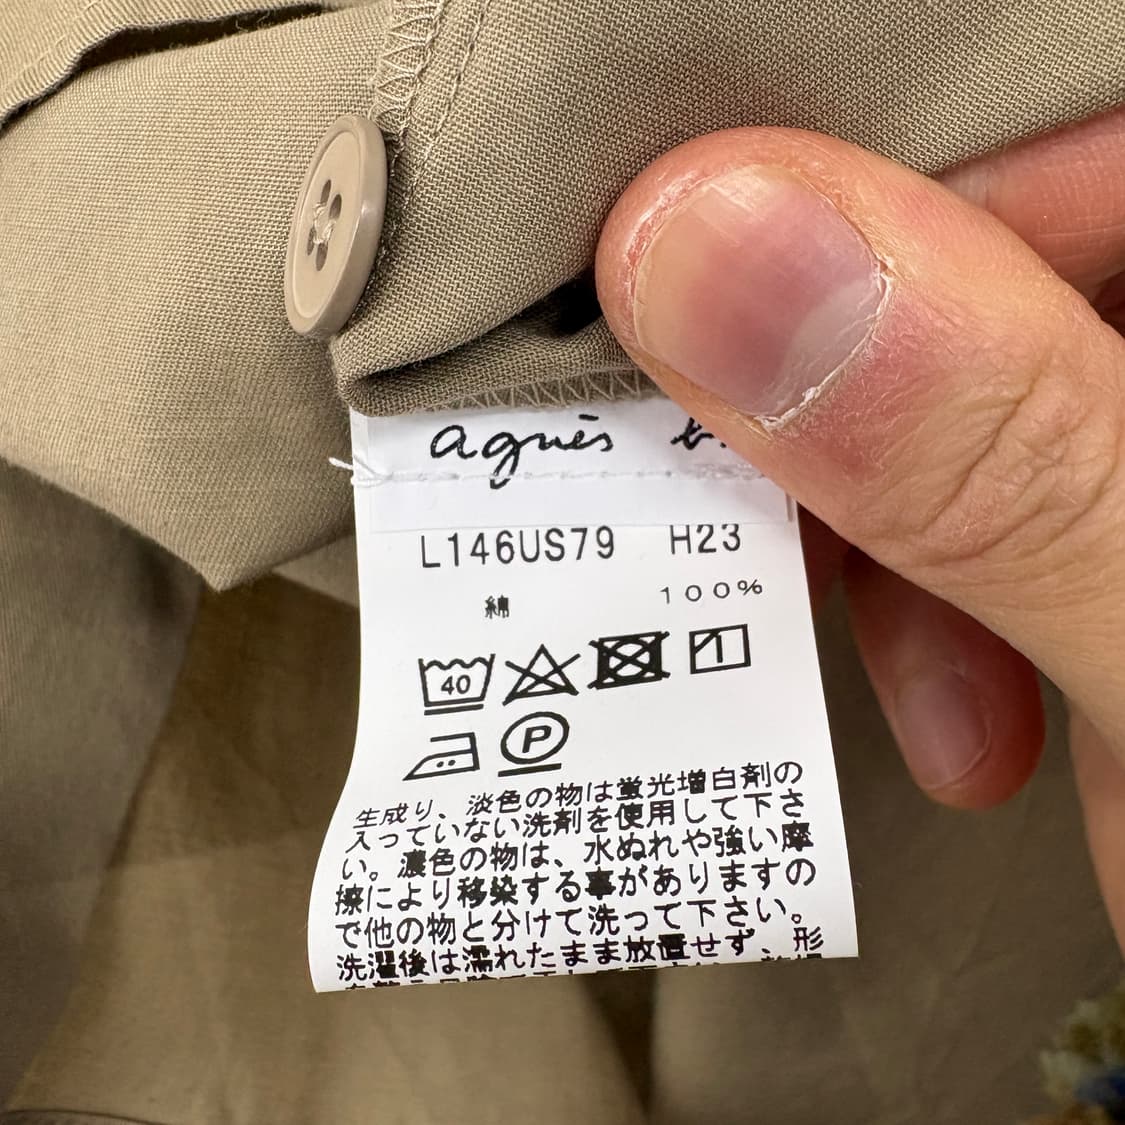 agnès b.
L146US79 H23
綿 100%
40
P
生成り、淡色の物は蛍光増白剤の
入っていない洗剤を使用して下さ
い。濃色の物は、水ぬれや強い摩
擦により移染する事がありますの
で他の物と分けて洗って下さい。
洗濯後は濡れたまま放置せず、形